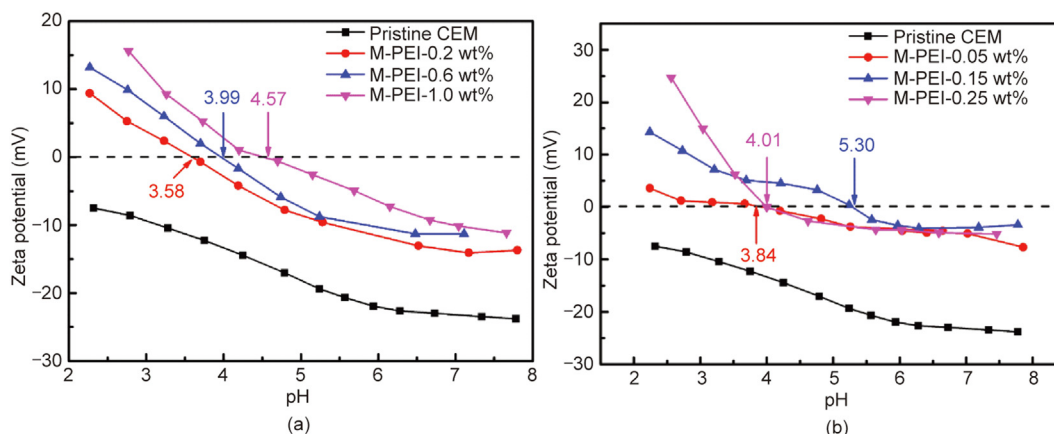 20
10
0
−10
−20
−30
Zeta potential (mV)
Pristine CEM
M-PEI-0.2 wt%
M-PEI-0.6 wt%
M-PEI-1.0 wt%
3.99
4.57
3.58
2 3 4 5 6 7 8
pH
(a)
30
20
10
0
−10
−20
−30
Zeta potential (mV)
Pristine CEM
M-PEI-0.05 wt%
M-PEI-0.15 wt%
M-PEI-0.25 wt%
4.01
5.30
3.84
2 3 4 5 6 7 8
pH
(b)